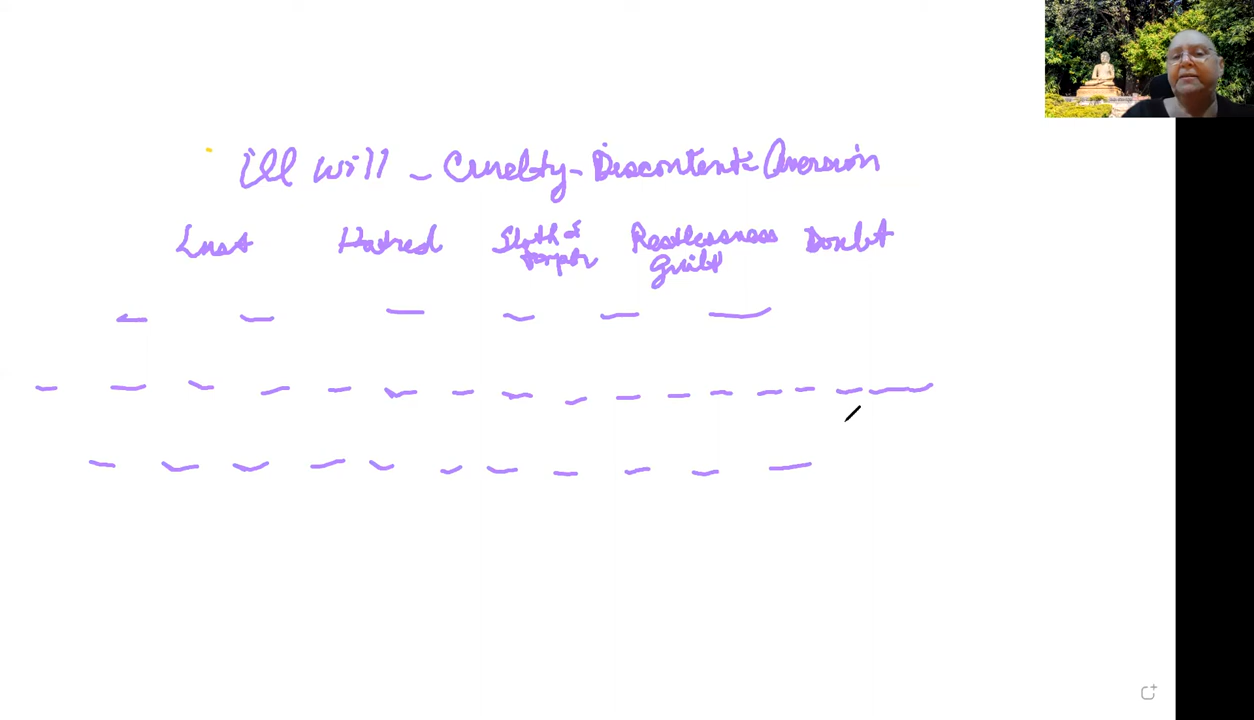 ill will - Cruelty - Discontent - Aversion
Lust Hatred Sloth & Restlessness Doubt
torpor guilt